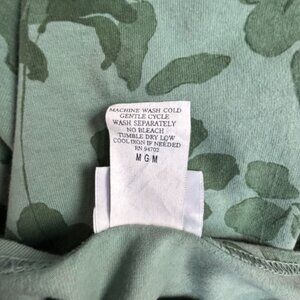 MACHINE WASH COLD
GENTLE CYCLE
WASH SEPARATELY
NO BLEACH
TUMBLE DRY LOW
COOL IRON IF NEEDED
RN 94702
M G M